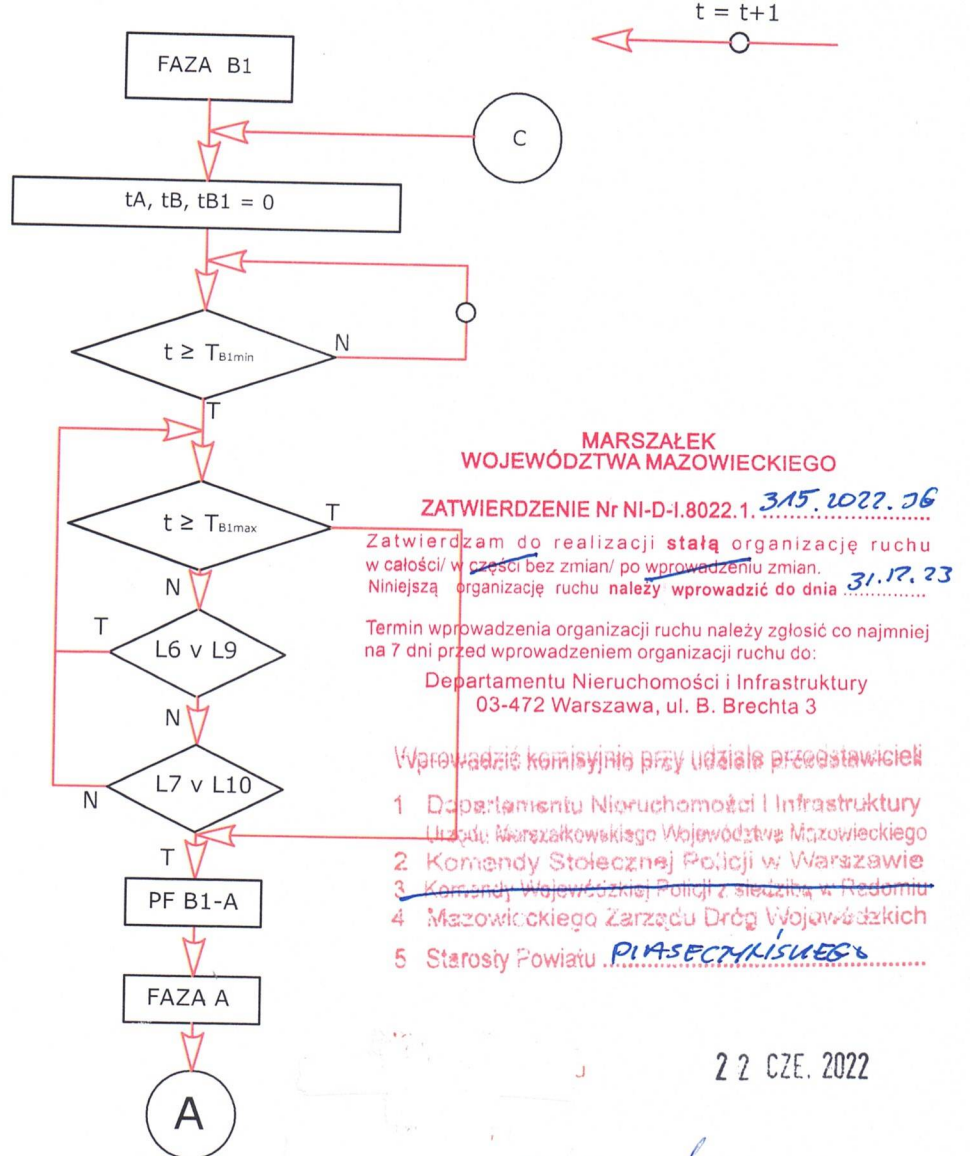 t = t+1
FAZA B1
C
tA, tB, tB1 = 0
t ≥ TB1min
N
T
t ≥ TB1max
T
N
L6 v L9
T
N
L7 v L10
N
T
PF B1-A
FAZA A
A
MARSZAŁEK
WOJEWÓDZTWA MAZOWIECKIEGO
ZATWIERDZENIE Nr NI-D-I.8022.1. 315.2022.JG
Zatwierdzam do realizacji stałą organizację ruchu
w całości/ w części bez zmian/ po wprowadzeniu zmian.
Niniejszą organizację ruchu należy wprowadzić do dnia 31.12.23
Termin wprowadzenia organizacji ruchu należy zgłosić co najmniej
na 7 dni przed wprowadzeniem organizacji ruchu do:
Departamentu Nieruchomości i Infrastruktury
03-472 Warszawa, ul. B. Brechta 3
Wprowadzić komisyjnie przy udziale przedstawicieli
1 Departamentu Nieruchomości i Infrastruktury
Urzędu Marszałkowskiego Województwa Mazowieckiego
2 Komendy Stołecznej Policji w Warszawie
3 Komendy Wojewódzkiej Policji z siedzibą w Radomiu
4 Mazowieckiego Zarządu Dróg Wojewódzkich
5 Starosty Powiatu PIASECZYŃSKIEGO
22 CZE. 2022